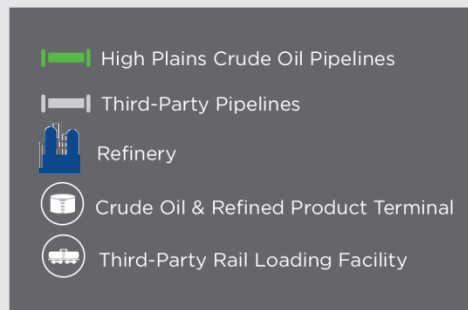 High Plains Crude Oil Pipelines
Third-Party Pipelines
Refinery
Crude Oil & Refined Product Terminal
Third-Party Rail Loading Facility